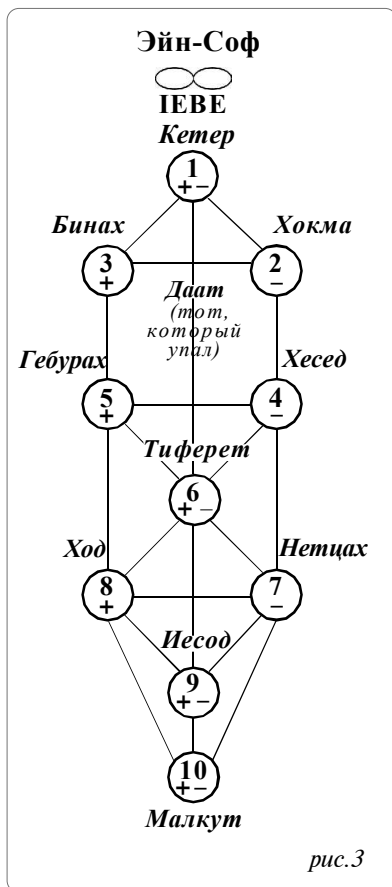 Эйн-Соф
IEBE
Кетер
1
+ −
Бинах Хокма
3 2
+ −
Даат
(тот,
который
упал)
Гебурах Хесед
5 4
+ −
Тиферет
6
+ −
Ход Нетцах
8 7
+ −
Иесод
9
+ −
10
+ −
Малкут
рис.3